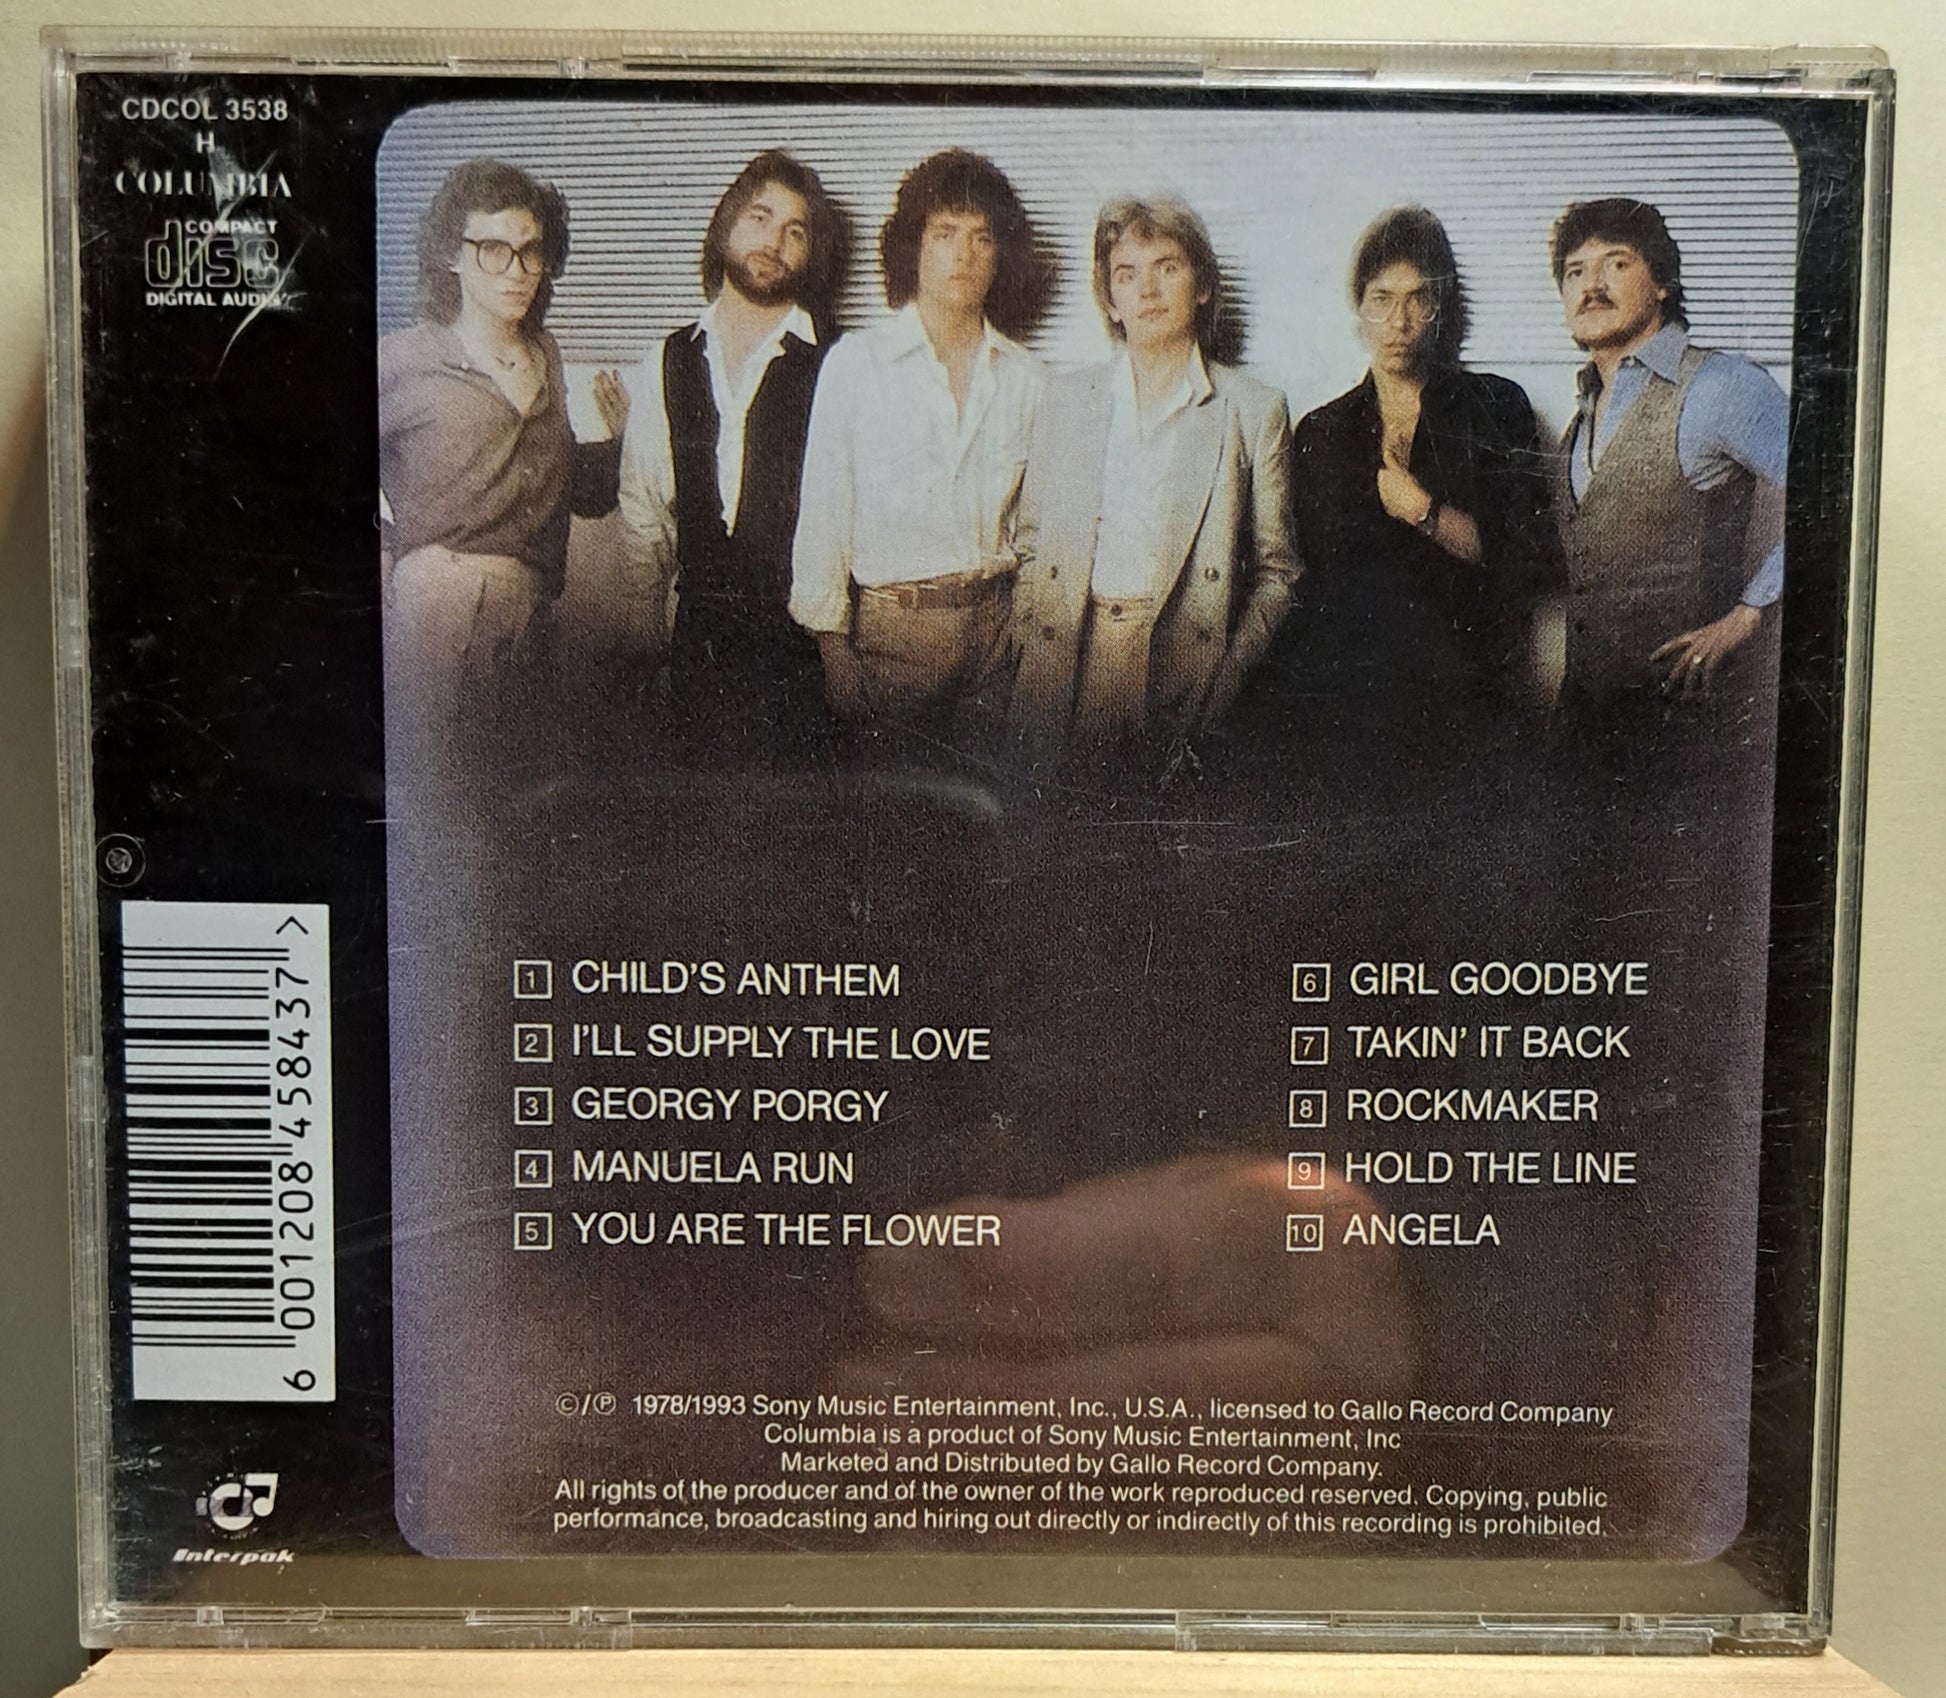 CDCOL 3538
H
COLUMBIA
COMPACT
disc
DIGITAL AUDIO
1 CHILD'S ANTHEM
2 I'LL SUPPLY THE LOVE
3 GEORGY PORGY
4 MANUELA RUN
5 YOU ARE THE FLOWER
6 GIRL GOODBYE
7 TAKIN' IT BACK
8 ROCKMAKER
9 HOLD THE LINE
10 ANGELA
6 001208 458437 >
©/℗ 1978/1993 Sony Music Entertainment, Inc., U.S.A., licensed to Gallo Record Company
Columbia is a product of Sony Music Entertainment, Inc
Marketed and Distributed by Gallo Record Company.
All rights of the producer and of the owner of the work reproduced reserved. Copying, public
performance, broadcasting and hiring out directly or indirectly of this recording is prohibited.
Interpak